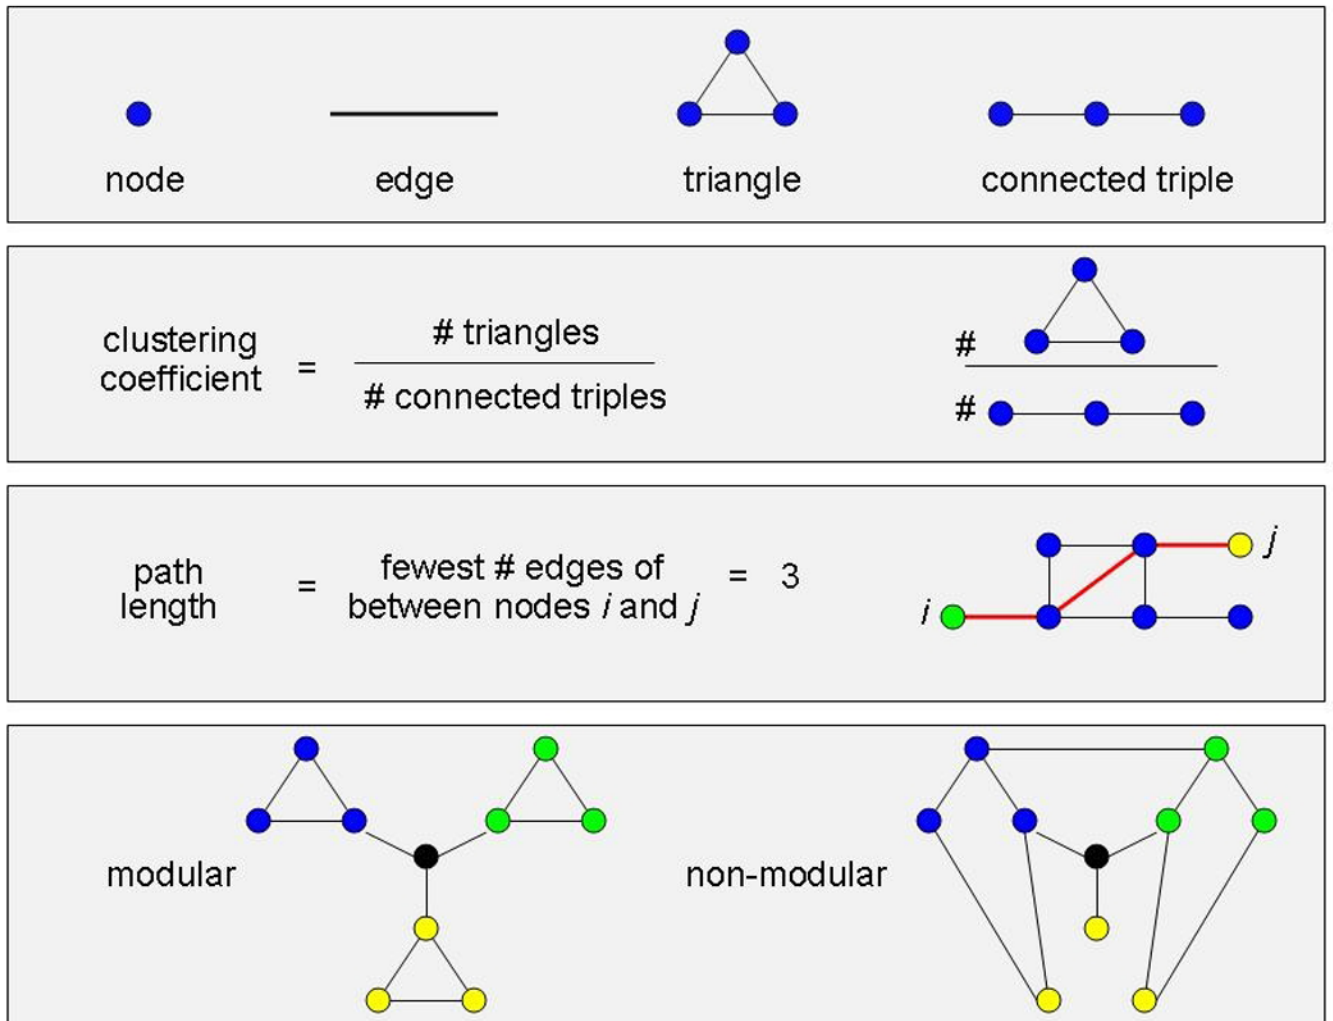 node
edge
triangle
connected triple
clustering
coefficient
=
# triangles
# connected triples
#
#
path
length
=
fewest # edges of
between nodes i and j
= 3
i
j
modular
non-modular